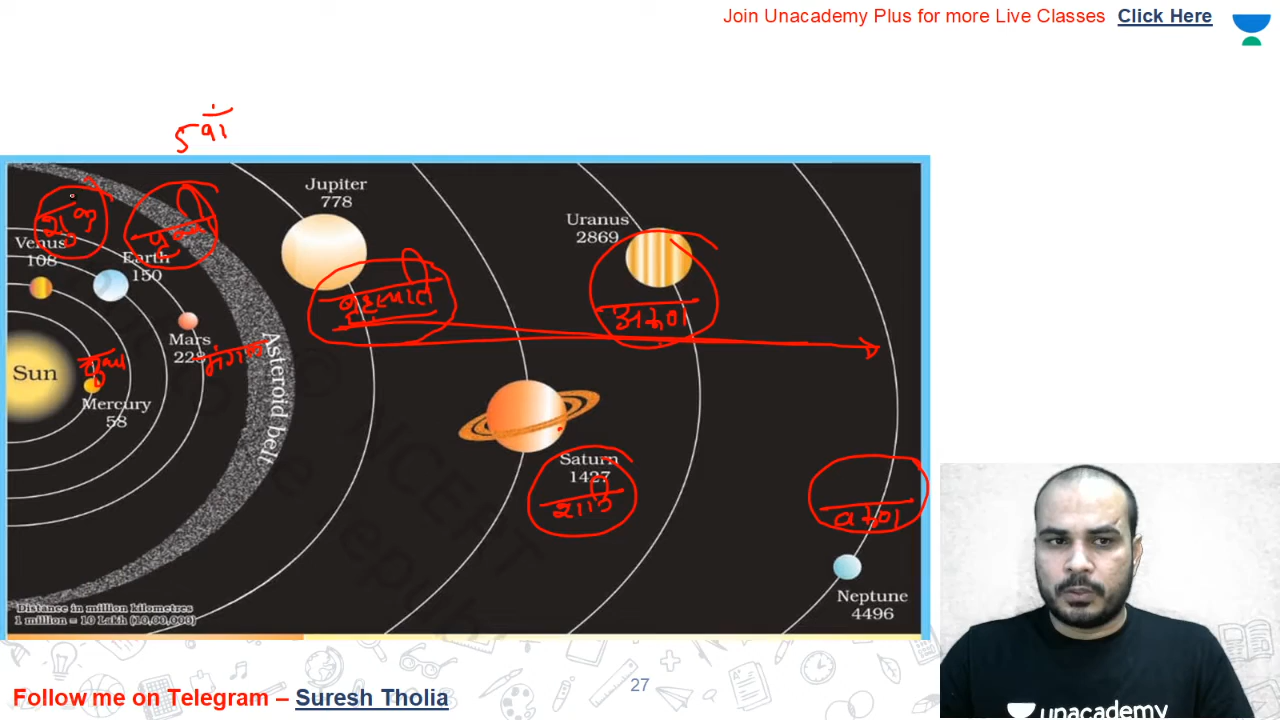 Join Unacademy Plus for more Live Classes Click Here
5वां
Jupiter
778
Uranus
2869
शुक्र
पृथ्वी
Venus
108
Earth
150
बृहस्पति
अरुण
Mars
228
मंगल
बुध
Sun
Mercury
58
Asteroid belt
Saturn
1427
शनि
वरुण
Neptune
4496
Distance in million kilometres
1 million = 10 Lakh (10,00,000)
Follow me on Telegram – Suresh Tholia
27
unacademy